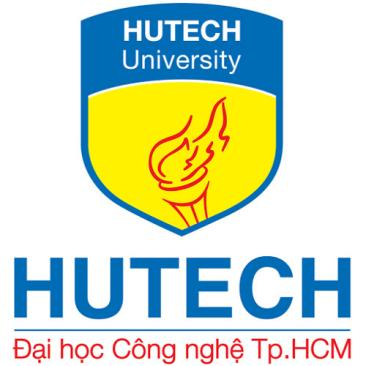 HUTECH
University
HUTECH
Đại học Công nghệ Tp.HCM